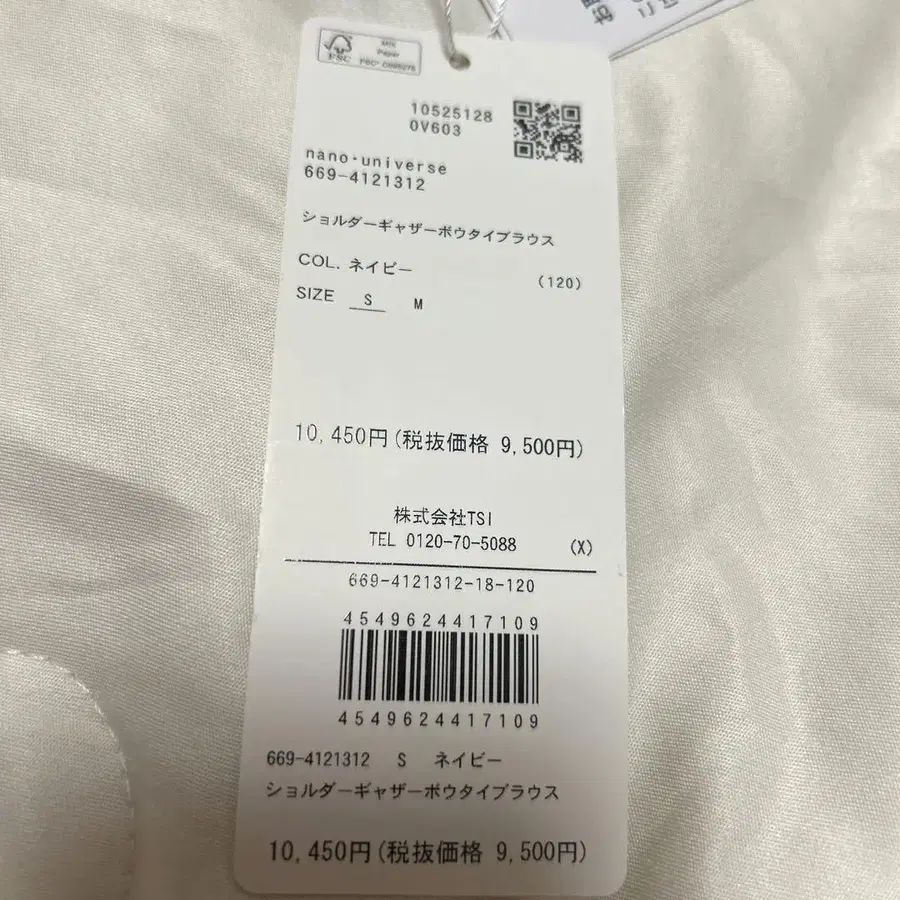 FSC
MIX
Paper
10525128
0V603
nano・universe
669-4121312
ショルダーギャザーボウタイブラウス
COL. ネイビー (120)
SIZE S M
10,450円(税抜価格 9,500円)
株式会社TSI
TEL 0120-70-5088 (X)
669-4121312-18-120
4549624417109
4549624417109
669-4121312 S ネイビー
ショルダーギャザーボウタイブラウス
10,450円(税抜価格 9,500円)